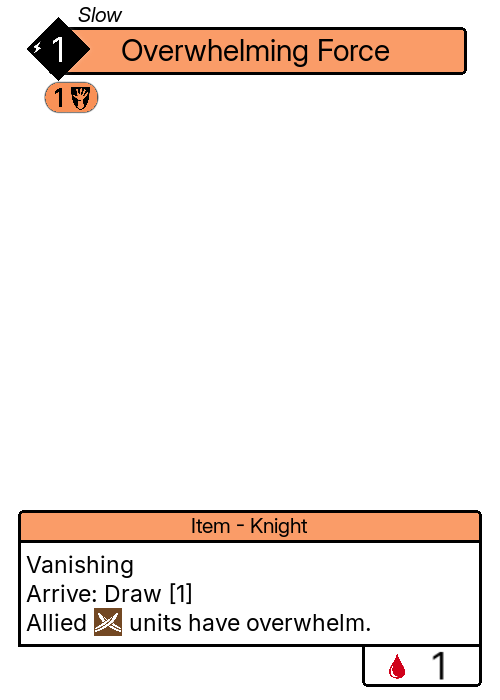 Slow
1 Overwhelming Force
1
Item - Knight
Vanishing
Arrive: Draw [1]
Allied units have overwhelm.
1